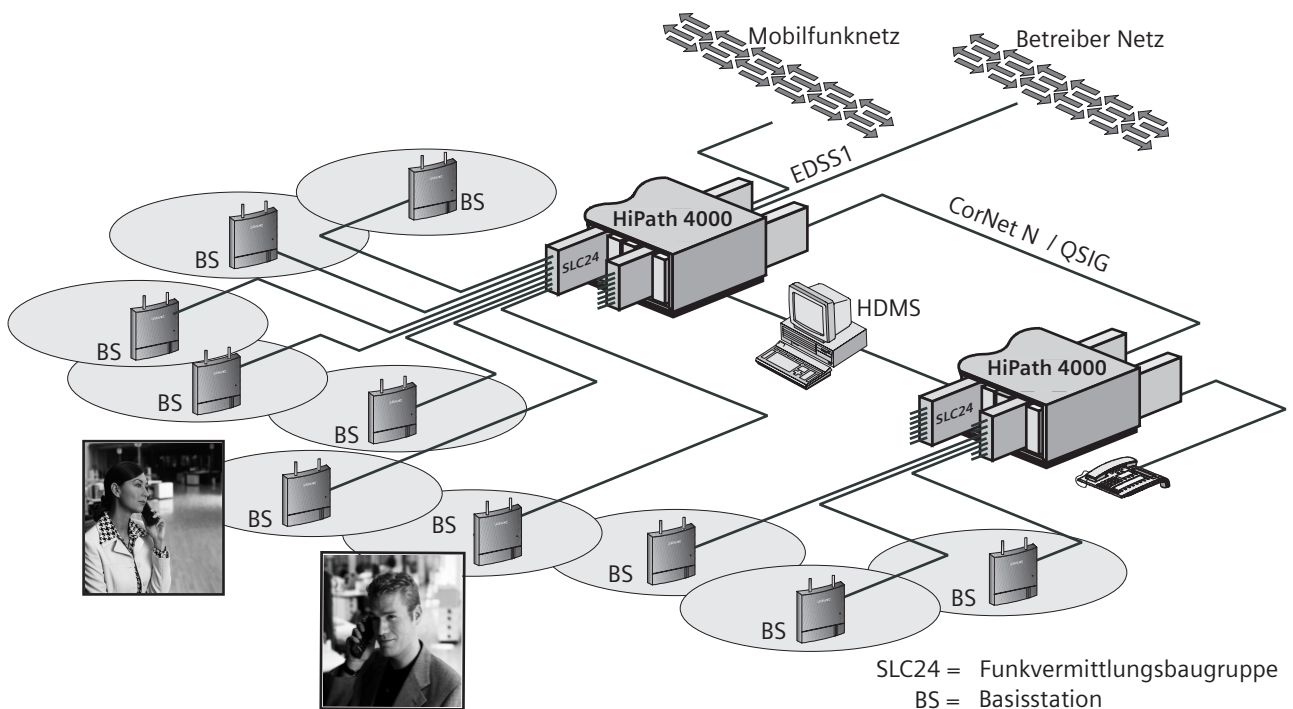 Mobilfunknetz
Betreiber Netz
EDSS1
BS
HiPath 4000
CorNet N / QSIG
BS
SLC24
HDMS
BS
HiPath 4000
BS
SLC24
BS
BS
BS
BS
BS
BS
SLC24 = Funkvermittlungsbaugruppe
BS = Basisstation